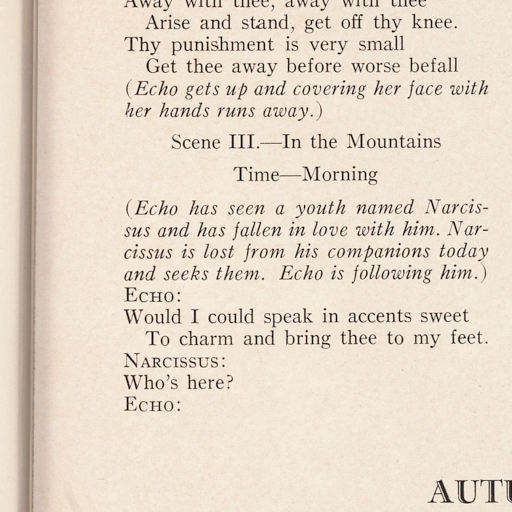 Away with thee, away with thee
Arise and stand, get off thy knee.
Thy punishment is very small
Get thee away before worse befall
(Echo gets up and covering her face with
her hands runs away.)
Scene III.—In the Mountains
Time—Morning
(Echo has seen a youth named Narcis-
sus and has fallen in love with him. Nar-
cissus is lost from his companions today
and seeks them. Echo is following him.)
ECHO:
Would I could speak in accents sweet
To charm and bring thee to my feet.
NARCISSUS:
Who's here?
ECHO: